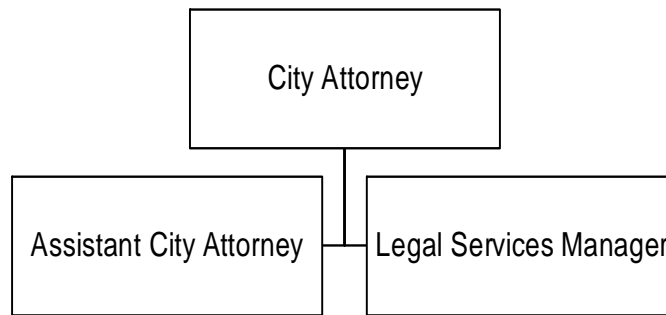 City Attorney
Assistant City Attorney
Legal Services Manager